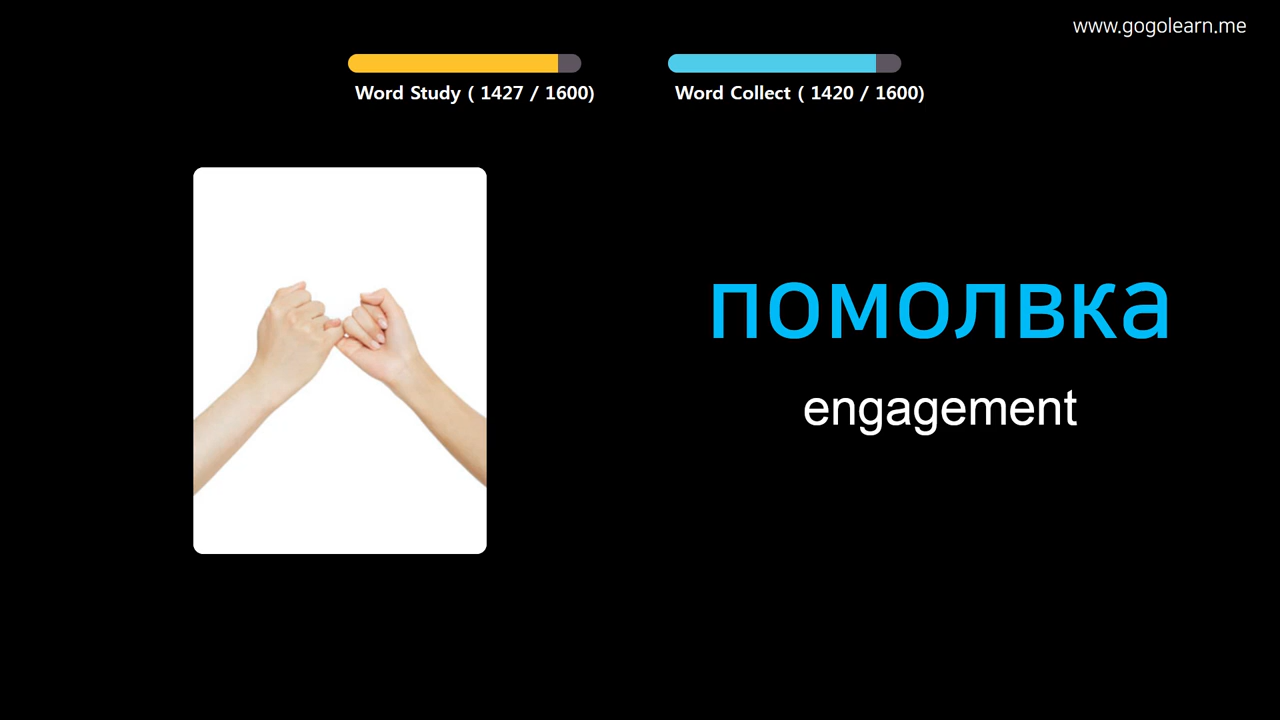 www.gogolearn.me
Word Study ( 1427 / 1600)
Word Collect ( 1420 / 1600)
помолвка
engagement